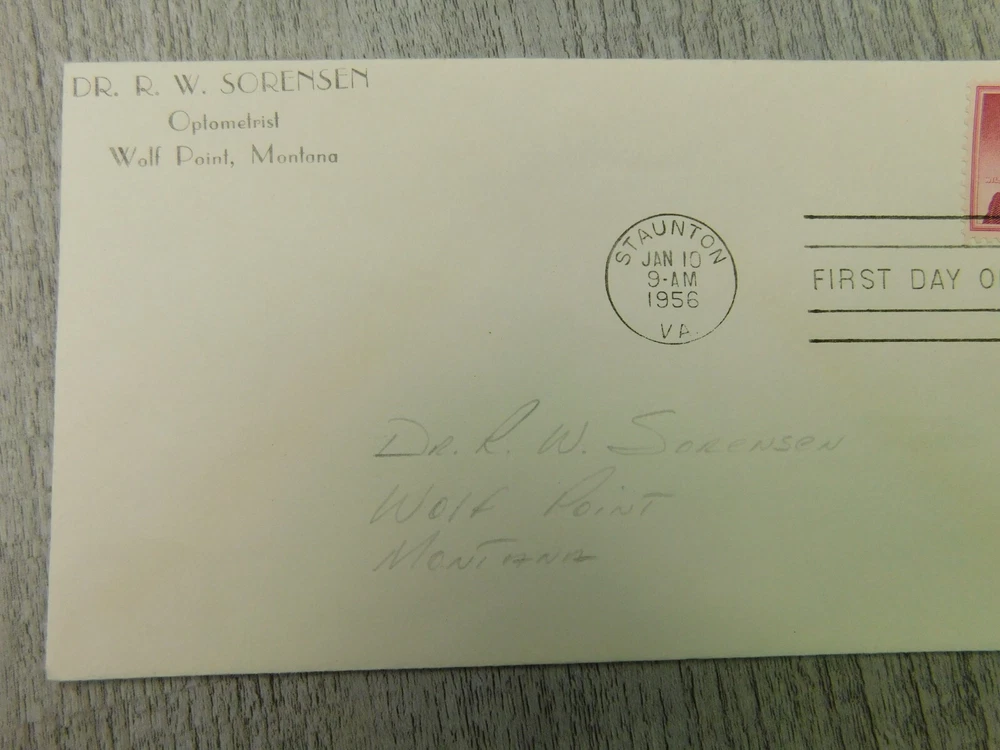 DR. R. W. SORENSEN
Optometrist
Wolf Point, Montana
STAUNTON
JAN 10
9-AM
1956
VA.
FIRST DAY O
Dr. R. W. Sorensen
Wolf Point
Montana